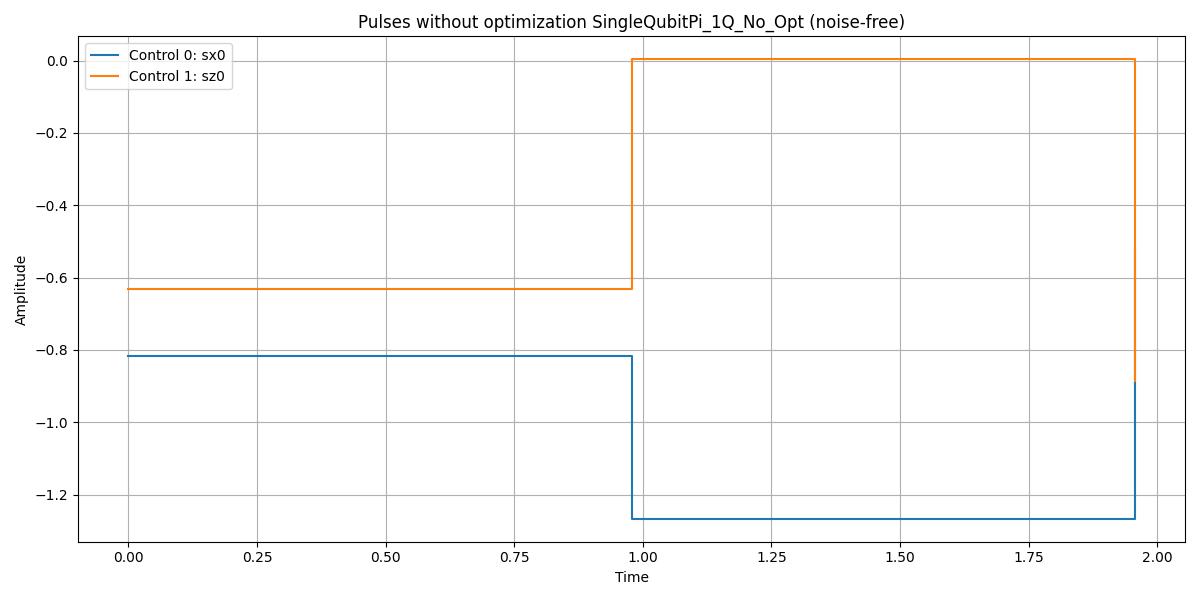 Pulses without optimization SingleQubitPi_1Q_No_Opt (noise-free)
Control 0: sx0
Control 1: sz0
Amplitude
0.0
−0.2
−0.4
−0.6
−0.8
−1.0
−1.2
0.00 0.25 0.50 0.75 1.00 1.25 1.50 1.75 2.00
Time